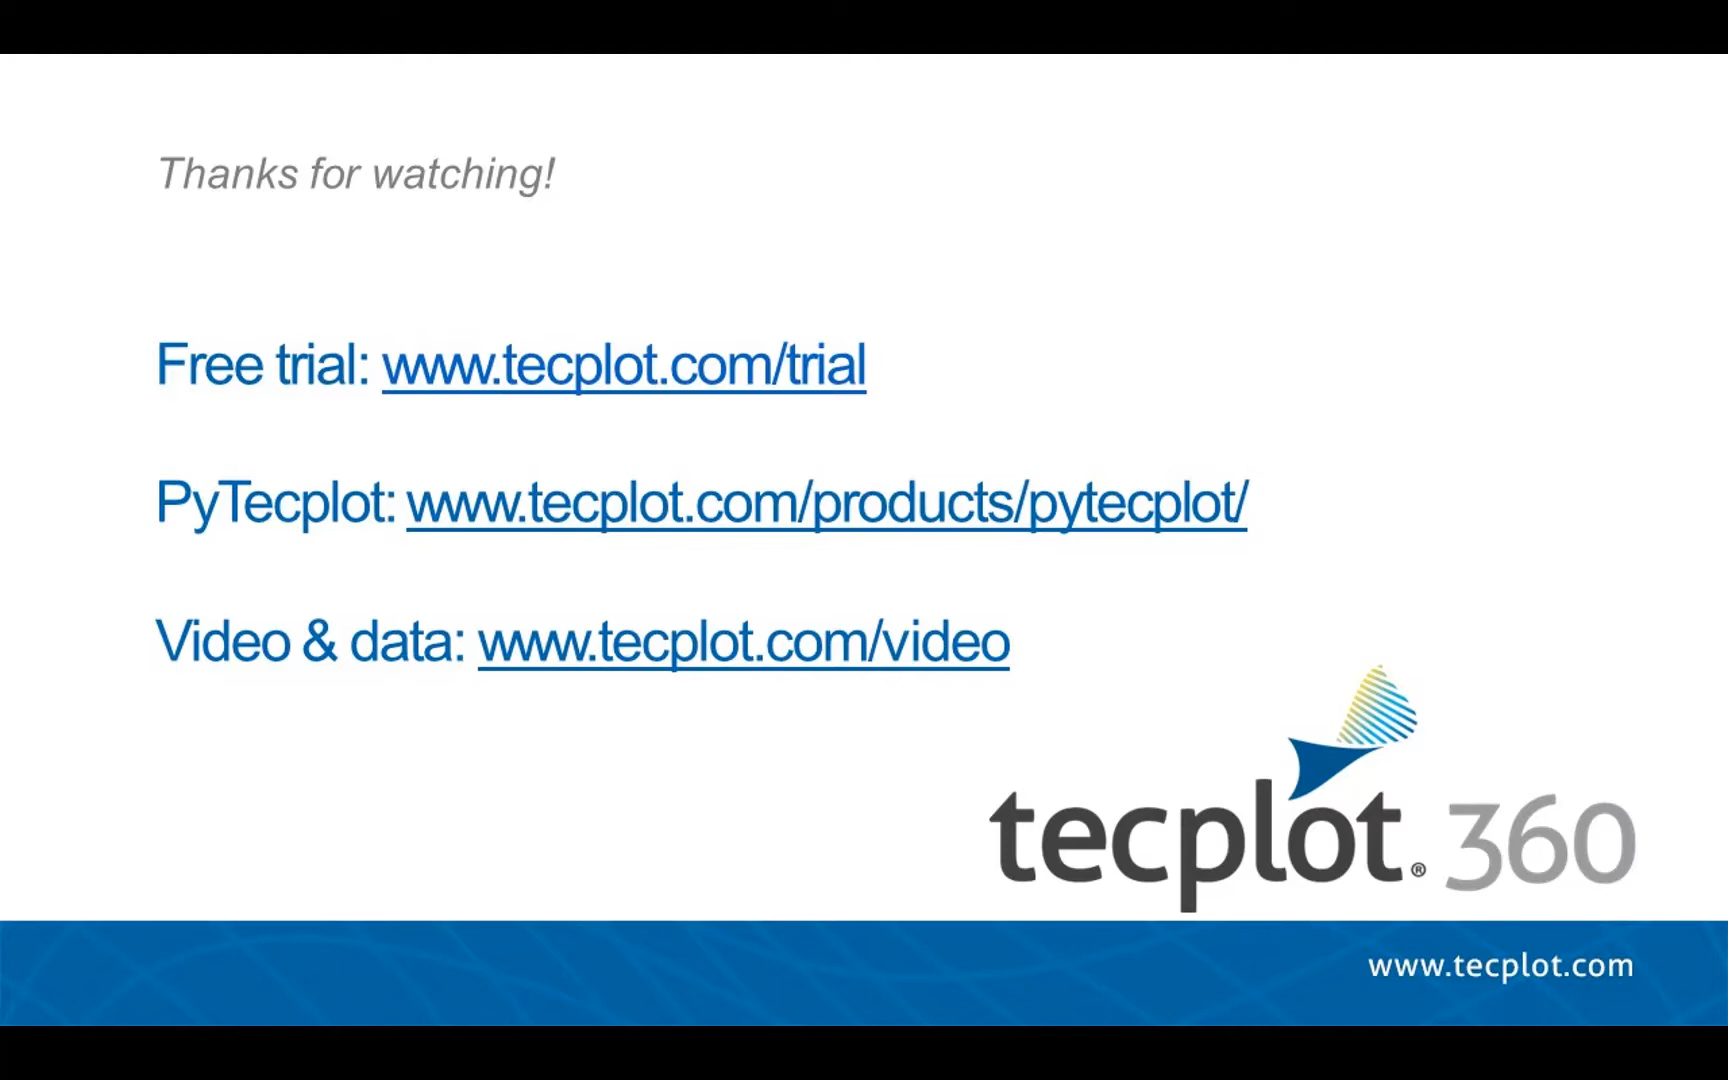 Thanks for watching!
Free trial: www.tecplot.com/trial
PyTecplot: www.tecplot.com/products/pytecplot/
Video & data: www.tecplot.com/video
tecplot® 360
www.tecplot.com